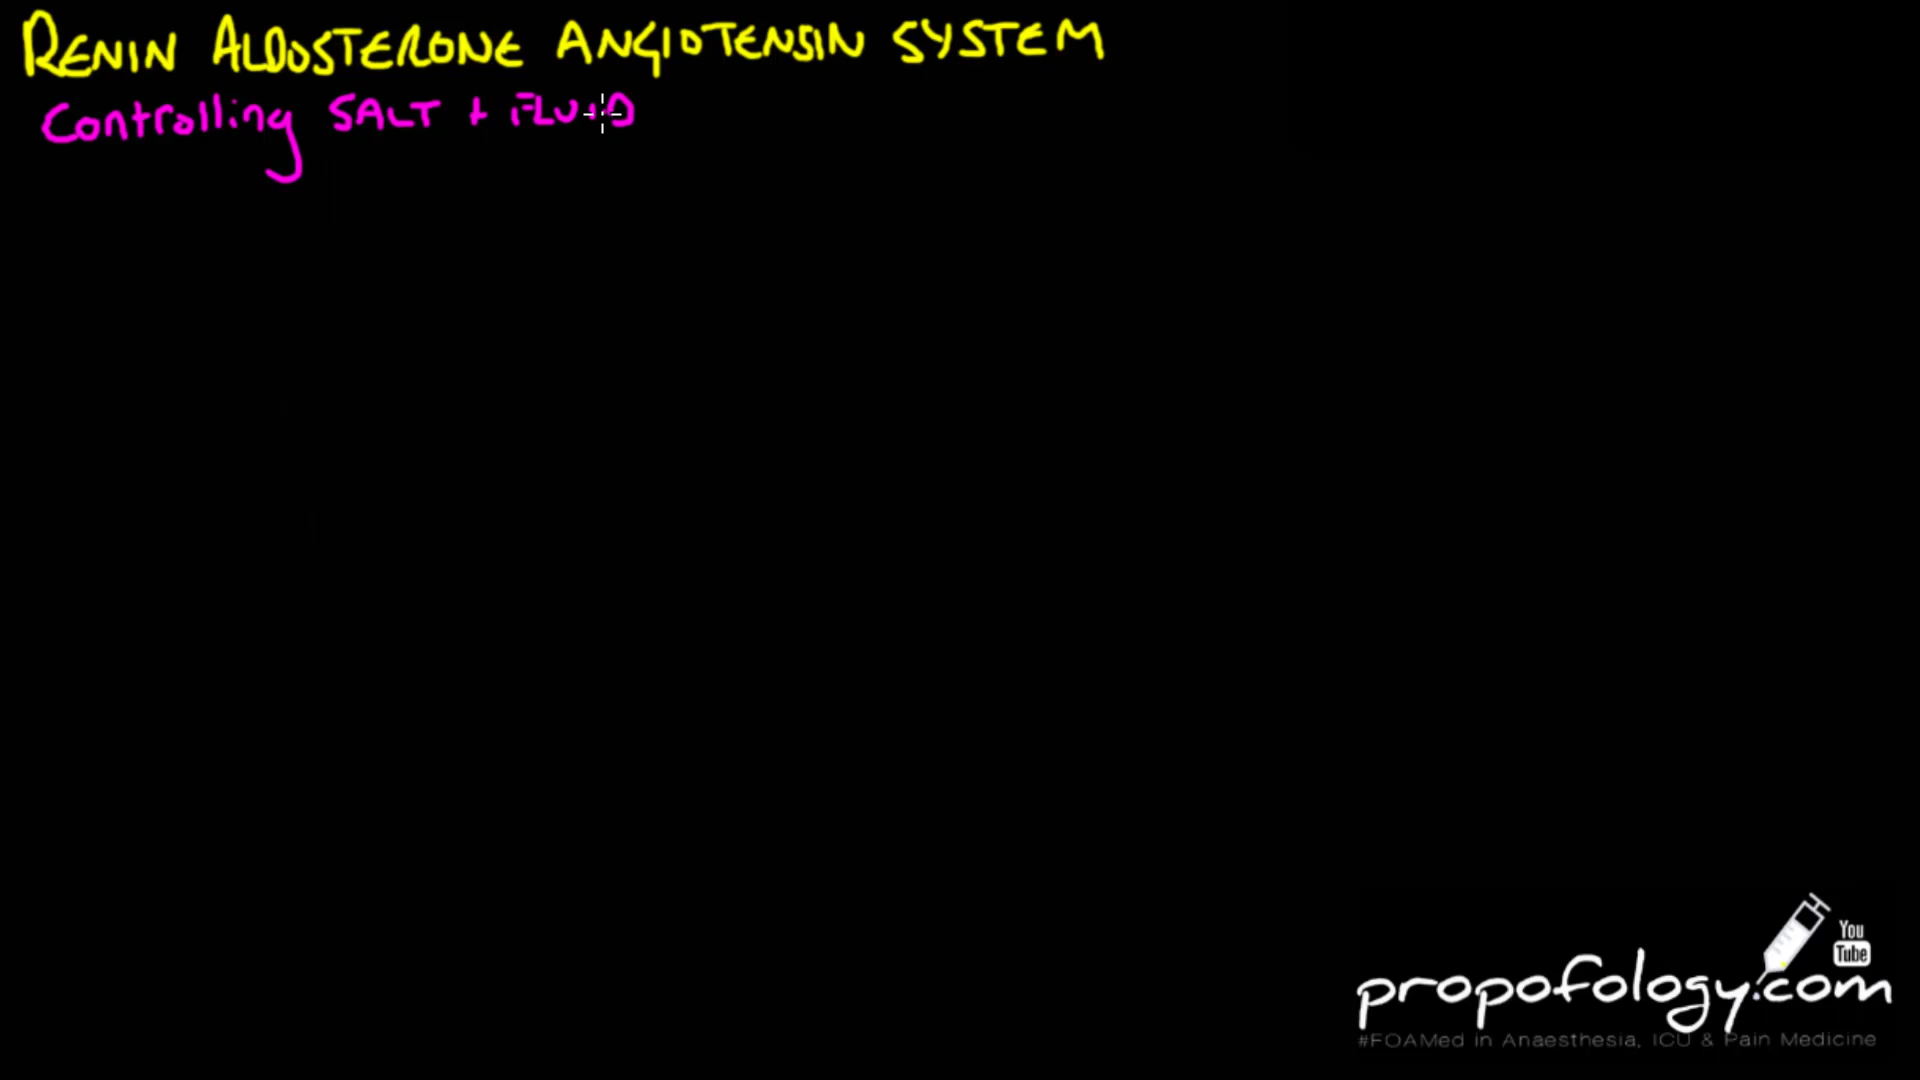 RENIN ALDOSTERONE ANGIOTENSIN SYSTEM
Controlling SALT + FLUID
You
Tube
propofology.com
#FOAMed in Anaesthesia, ICU & Pain Medicine